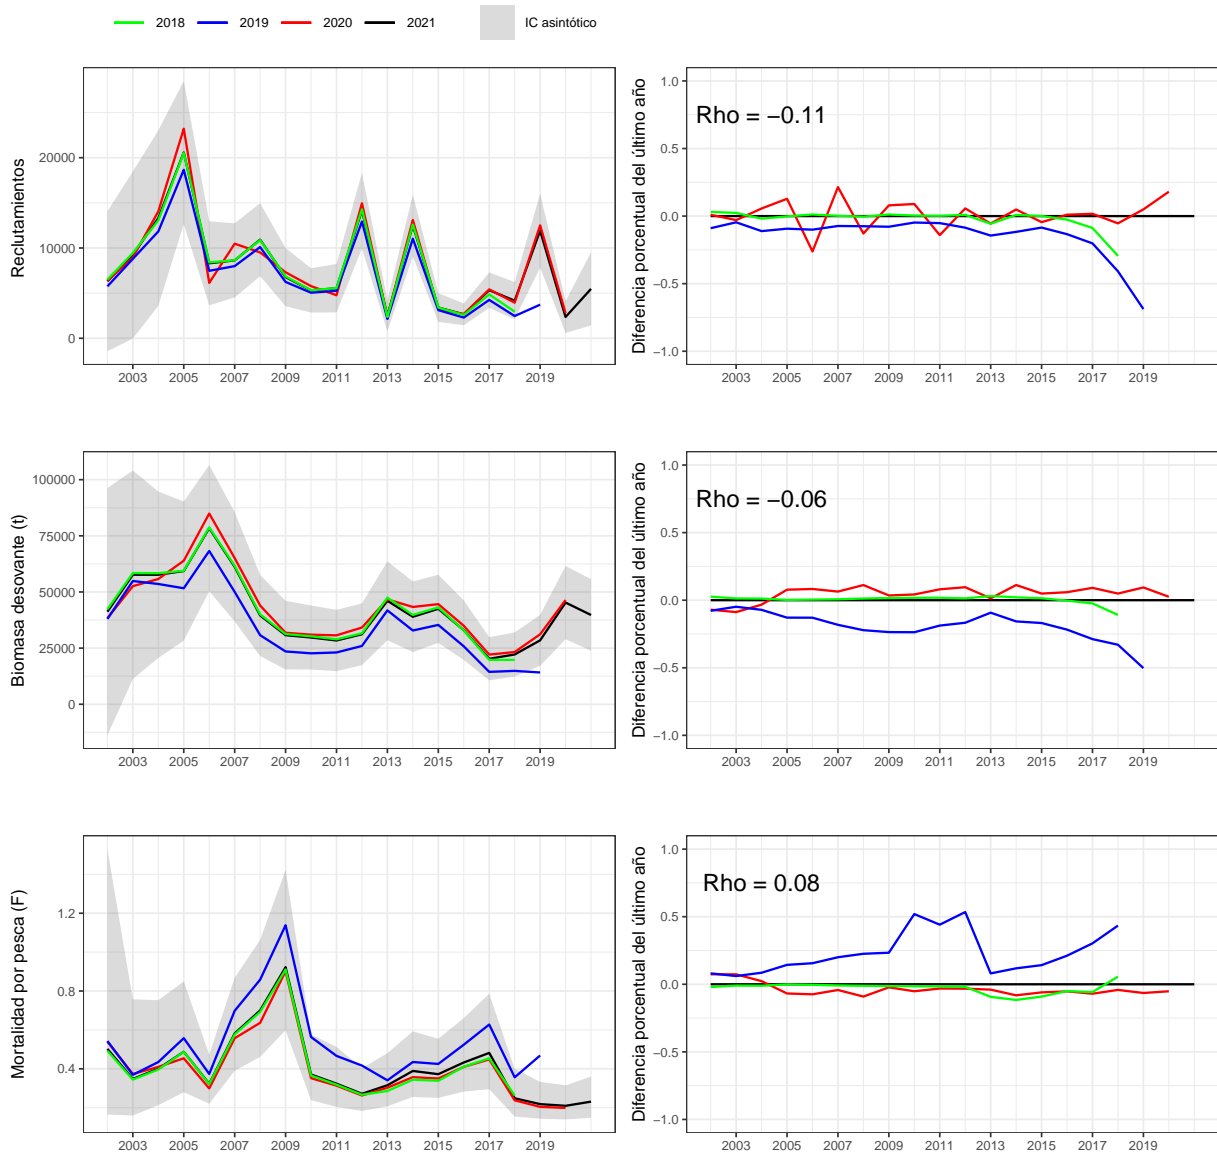 2018 2019 2020 2021 IC asintótico
Reclutamientos
20000
10000
0
2003 2005 2007 2009 2011 2013 2015 2017 2019
Diferencia porcentual del último año
1.0
0.5
0.0
−0.5
−1.0
Rho = −0.11
2003 2005 2007 2009 2011 2013 2015 2017 2019
Biomasa desovante (t)
100000
75000
50000
25000
0
2003 2005 2007 2009 2011 2013 2015 2017 2019
Diferencia porcentual del último año
1.0
0.5
0.0
−0.5
−1.0
Rho = −0.06
2003 2005 2007 2009 2011 2013 2015 2017 2019
Mortalidad por pesca (F)
1.2
0.8
0.4
2003 2005 2007 2009 2011 2013 2015 2017 2019
Diferencia porcentual del último año
1.0
0.5
0.0
−0.5
−1.0
Rho = 0.08
2003 2005 2007 2009 2011 2013 2015 2017 2019